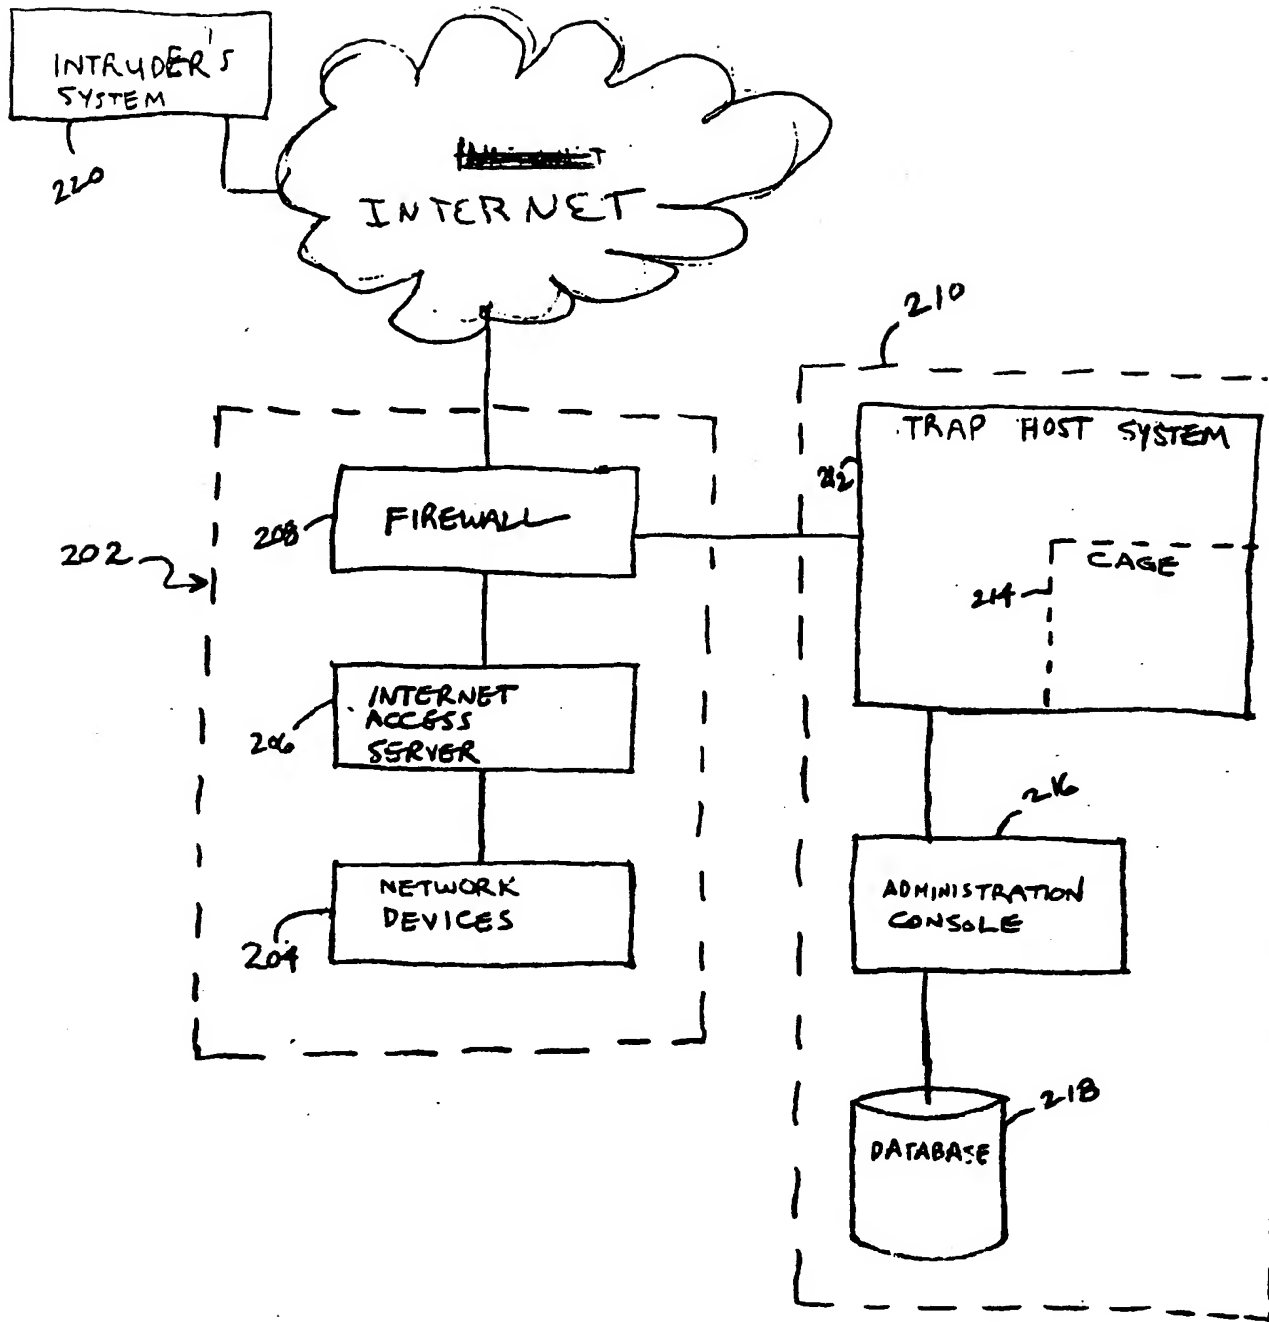 INTRUDER'S
SYSTEM
220
INTERNET
210
TRAP HOST SYSTEM
212
208
FIREWALL
202
CAGE
214
INTERNET
ACCESS
SERVER
206
216
NETWORK
DEVICES
204
ADMINISTRATION
CONSOLE
218
DATABASE